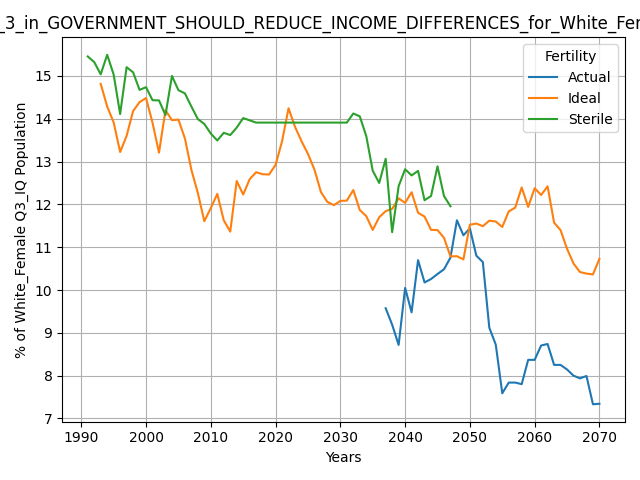 _3_in_GOVERNMENT_SHOULD_REDUCE_INCOME_DIFFERENCES_for_White_Fer
Fertility
Actual
Ideal
Sterile
% of White_Female Q3_IQ Population
15
14
13
12
11
10
9
8
7
1990 2000 2010 2020 2030 2040 2050 2060 2070
Years